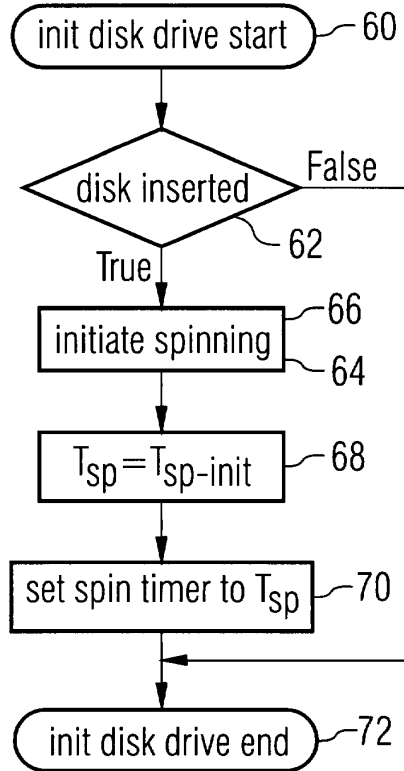 init disk drive start 60
disk inserted
False
62
True
66
initiate spinning
64
Tsp=Tsp-init 68
set spin timer to Tsp 70
init disk drive end 72